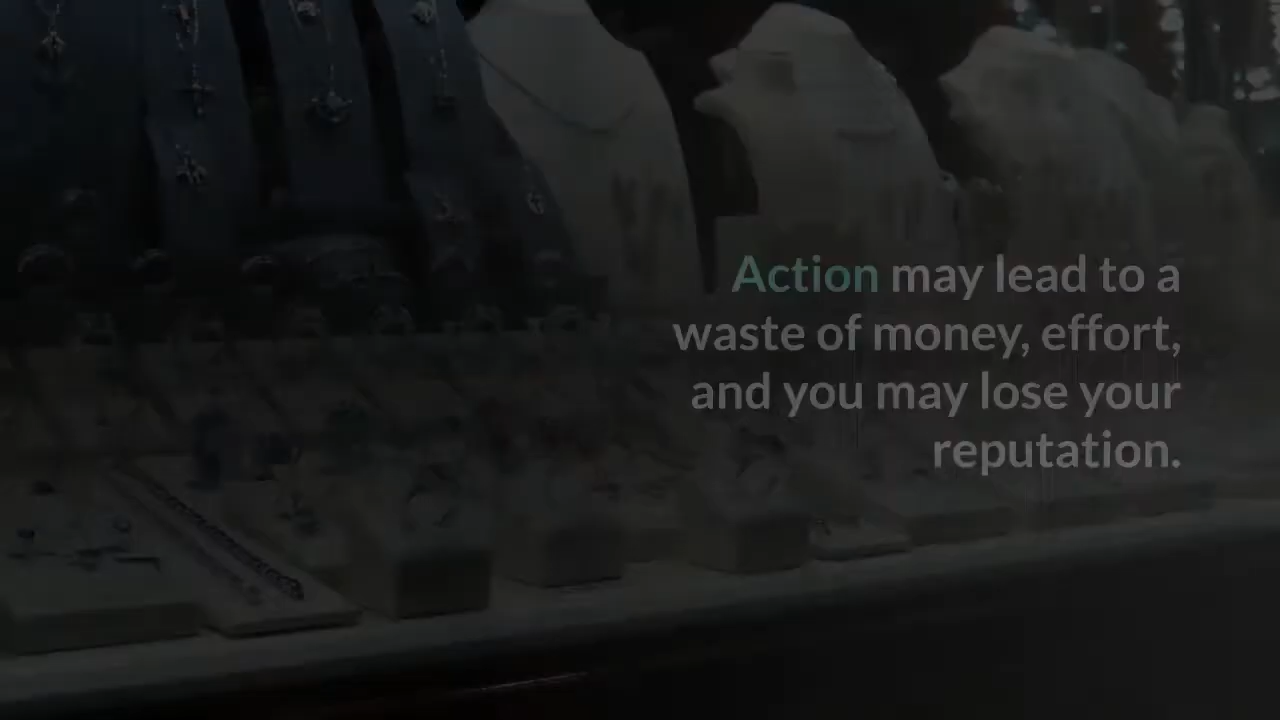 Action may lead to a
waste of money, effort,
and you may lose your
reputation.